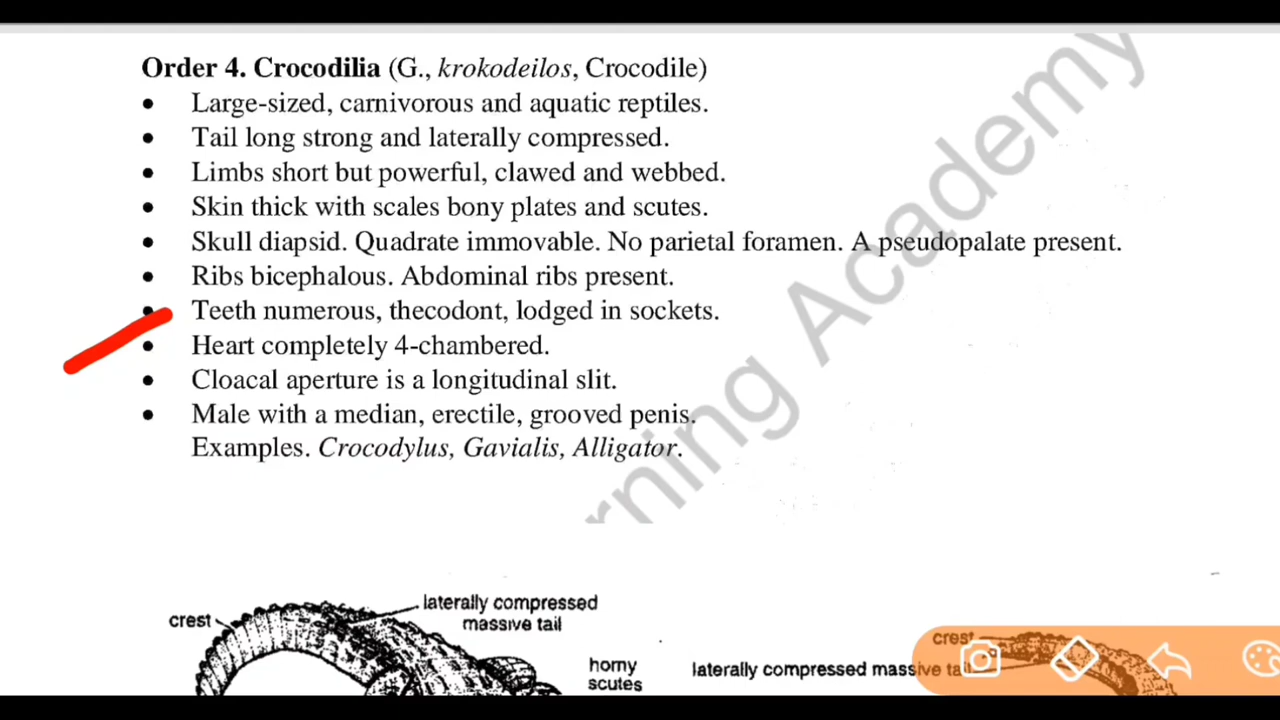 Order 4. Crocodilia (G., krokodeilos, Crocodile)
• Large-sized, carnivorous and aquatic reptiles.
• Tail long strong and laterally compressed.
• Limbs short but powerful, clawed and webbed.
• Skin thick with scales bony plates and scutes.
• Skull diapsid. Quadrate immovable. No parietal foramen. A pseudopalate present.
• Ribs bicephalous. Abdominal ribs present.
• Teeth numerous, thecodont, lodged in sockets.
• Heart completely 4-chambered.
• Cloacal aperture is a longitudinal slit.
• Male with a median, erectile, grooved penis.
Examples. Crocodylus, Gavialis, Alligator.
rning Academy
laterally compressed
massive tail
crest
horny
scutes
crest
laterally compressed massive tail